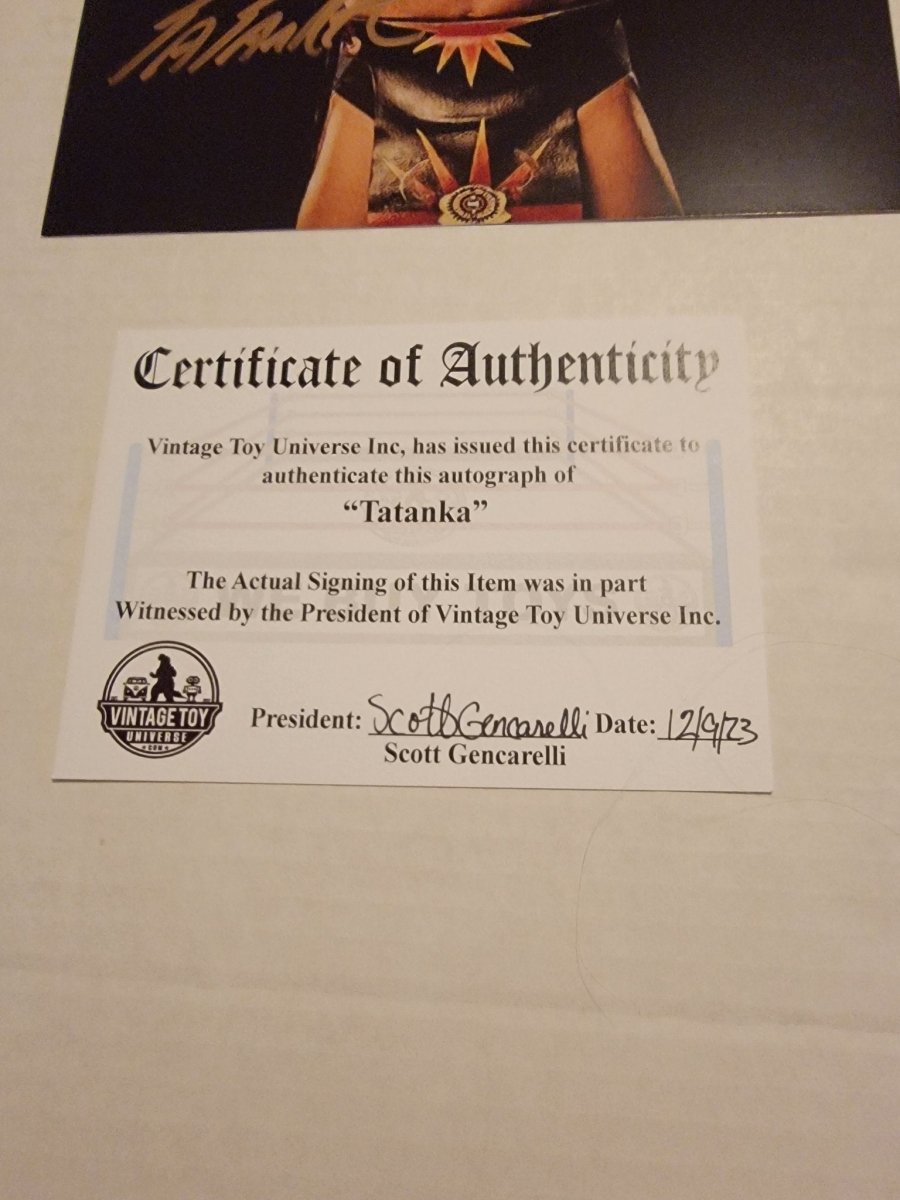 Tatanka
Certificate of Authenticity
Vintage Toy Universe Inc, has issued this certificate to
authenticate this autograph of
“Tatanka”
The Actual Signing of this Item was in part
Witnessed by the President of Vintage Toy Universe Inc.
VINTAGE TOY
UNIVERSE
.COM
President: Scott Gencarelli Date: 12/9/23
Scott Gencarelli